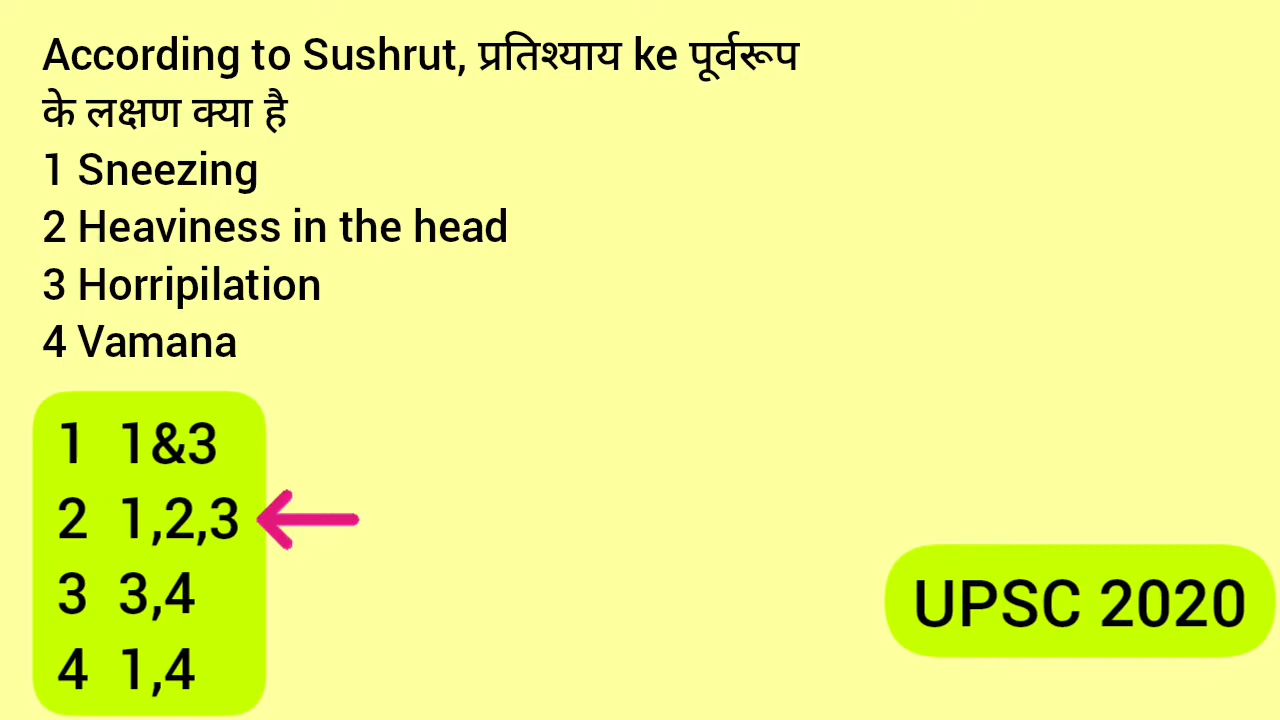 According to Sushrut, प्रतिश्याय ke पूर्वरूप
के लक्षण क्या है
1 Sneezing
2 Heaviness in the head
3 Horripilation
4 Vamana
1 1&3
2 1,2,3
3 3,4
4 1,4
UPSC 2020